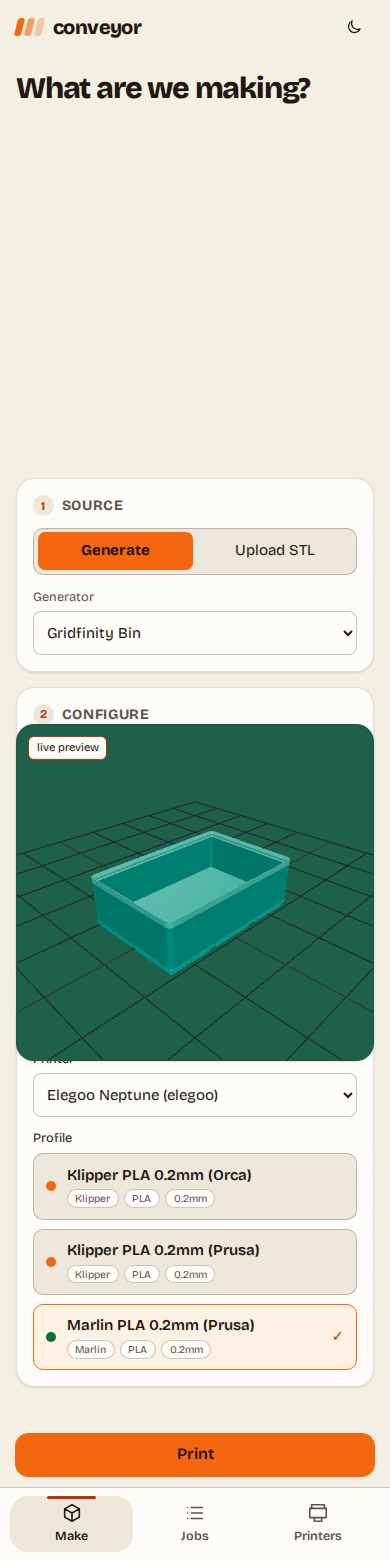 conveyor
What are we making?
1 SOURCE
Generate Upload STL
Generator
Gridfinity Bin
2 CONFIGURE
live preview
Elegoo Neptune (elegoo)
Profile
Klipper PLA 0.2mm (Orca)
Klipper PLA 0.2mm
Klipper PLA 0.2mm (Prusa)
Klipper PLA 0.2mm
Marlin PLA 0.2mm (Prusa)
Marlin PLA 0.2mm
Print
Make Jobs Printers